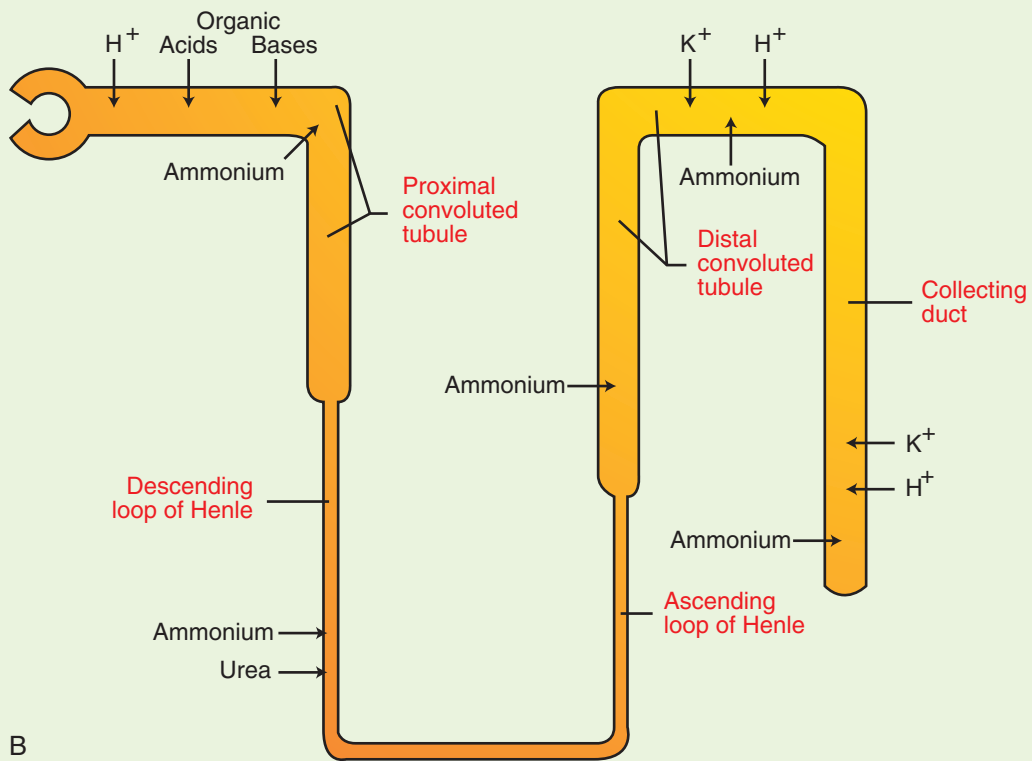 Organic
H+ Acids Bases
Ammonium
Proximal
convoluted
tubule
Descending
loop of Henle
Ammonium
Urea
K+ H+
Ammonium
Distal
convoluted
tubule
Collecting
duct
Ammonium
K+
H+
Ammonium
Ascending
loop of Henle
B